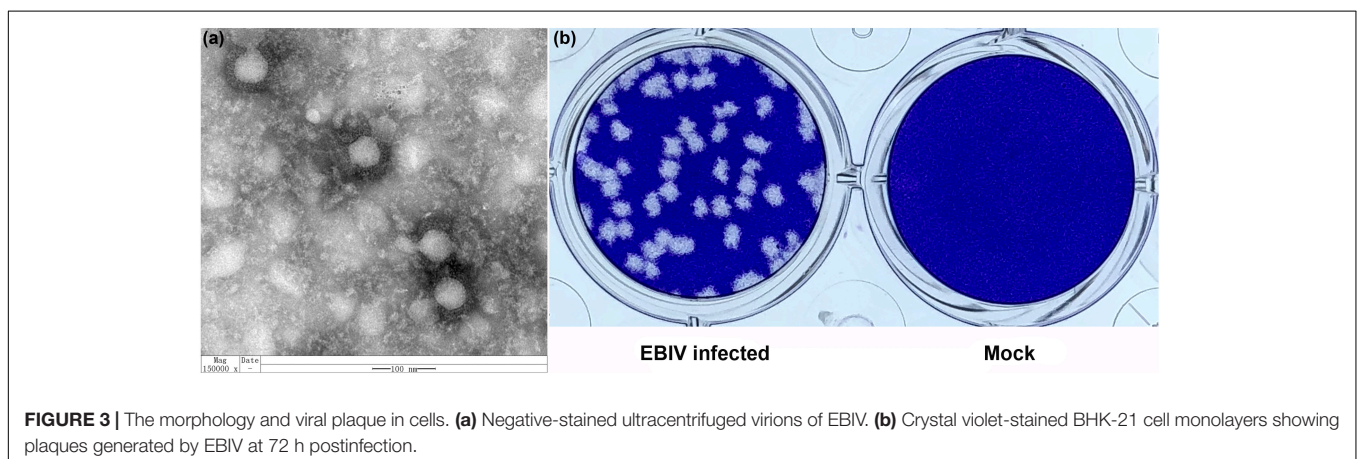 (a)
(b)
Mag Date
150000 x -
100 nm
EBIV infected
Mock
FIGURE 3 | The morphology and viral plaque in cells. (a) Negative-stained ultracentrifuged virions of EBIV. (b) Crystal violet-stained BHK-21 cell monolayers showing
plaques generated by EBIV at 72 h postinfection.